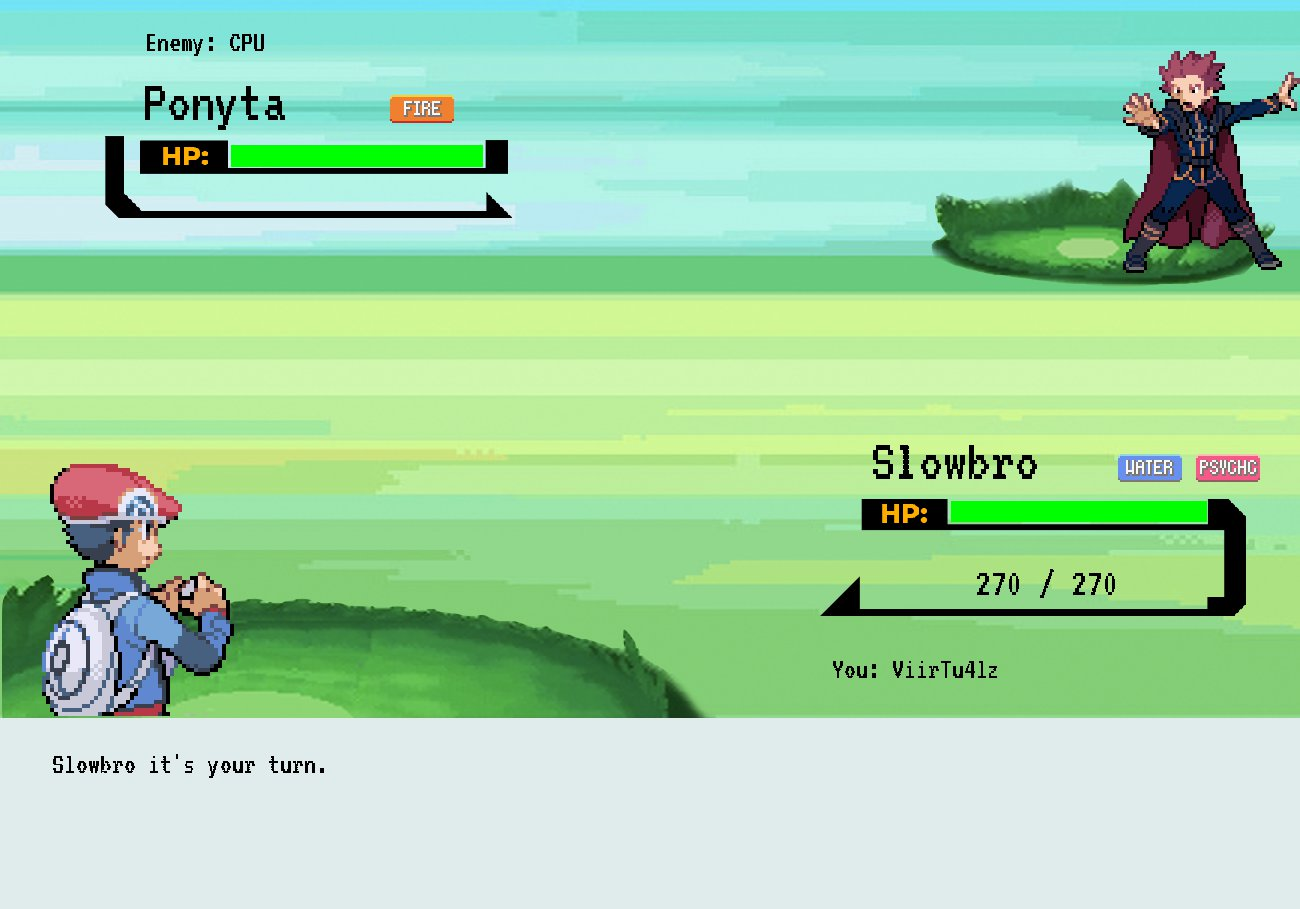 Enemy: CPU
Ponyta FIRE
HP:
Slowbro WATER PSYCHC
HP:
270 / 270
You: ViirTu4lz
Slowbro it's your turn.